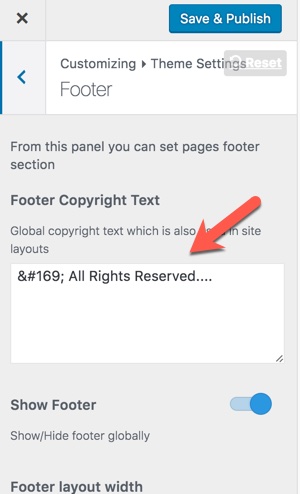 Save & Publish
Customizing ▸ Theme Settings
Reset
Footer
From this panel you can set pages footer
section
Footer Copyright Text
Global copyright text which is also in site
layouts
&#169; All Rights Reserved....
Show Footer
Show/Hide footer globally
Footer layout width